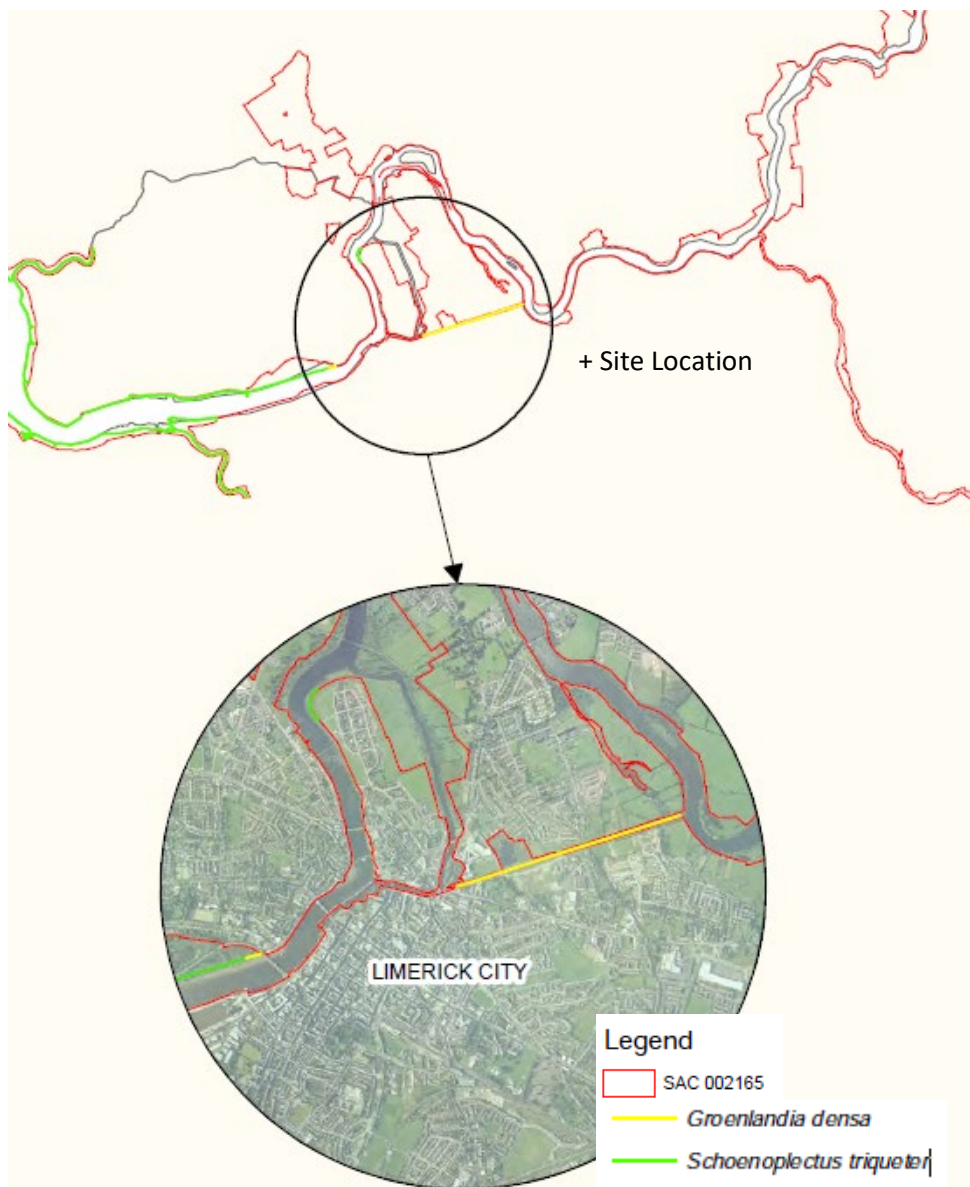 + Site Location
LIMERICK CITY
Legend
SAC 002165
Groenlandia densa
Schoenoplectus triqueter